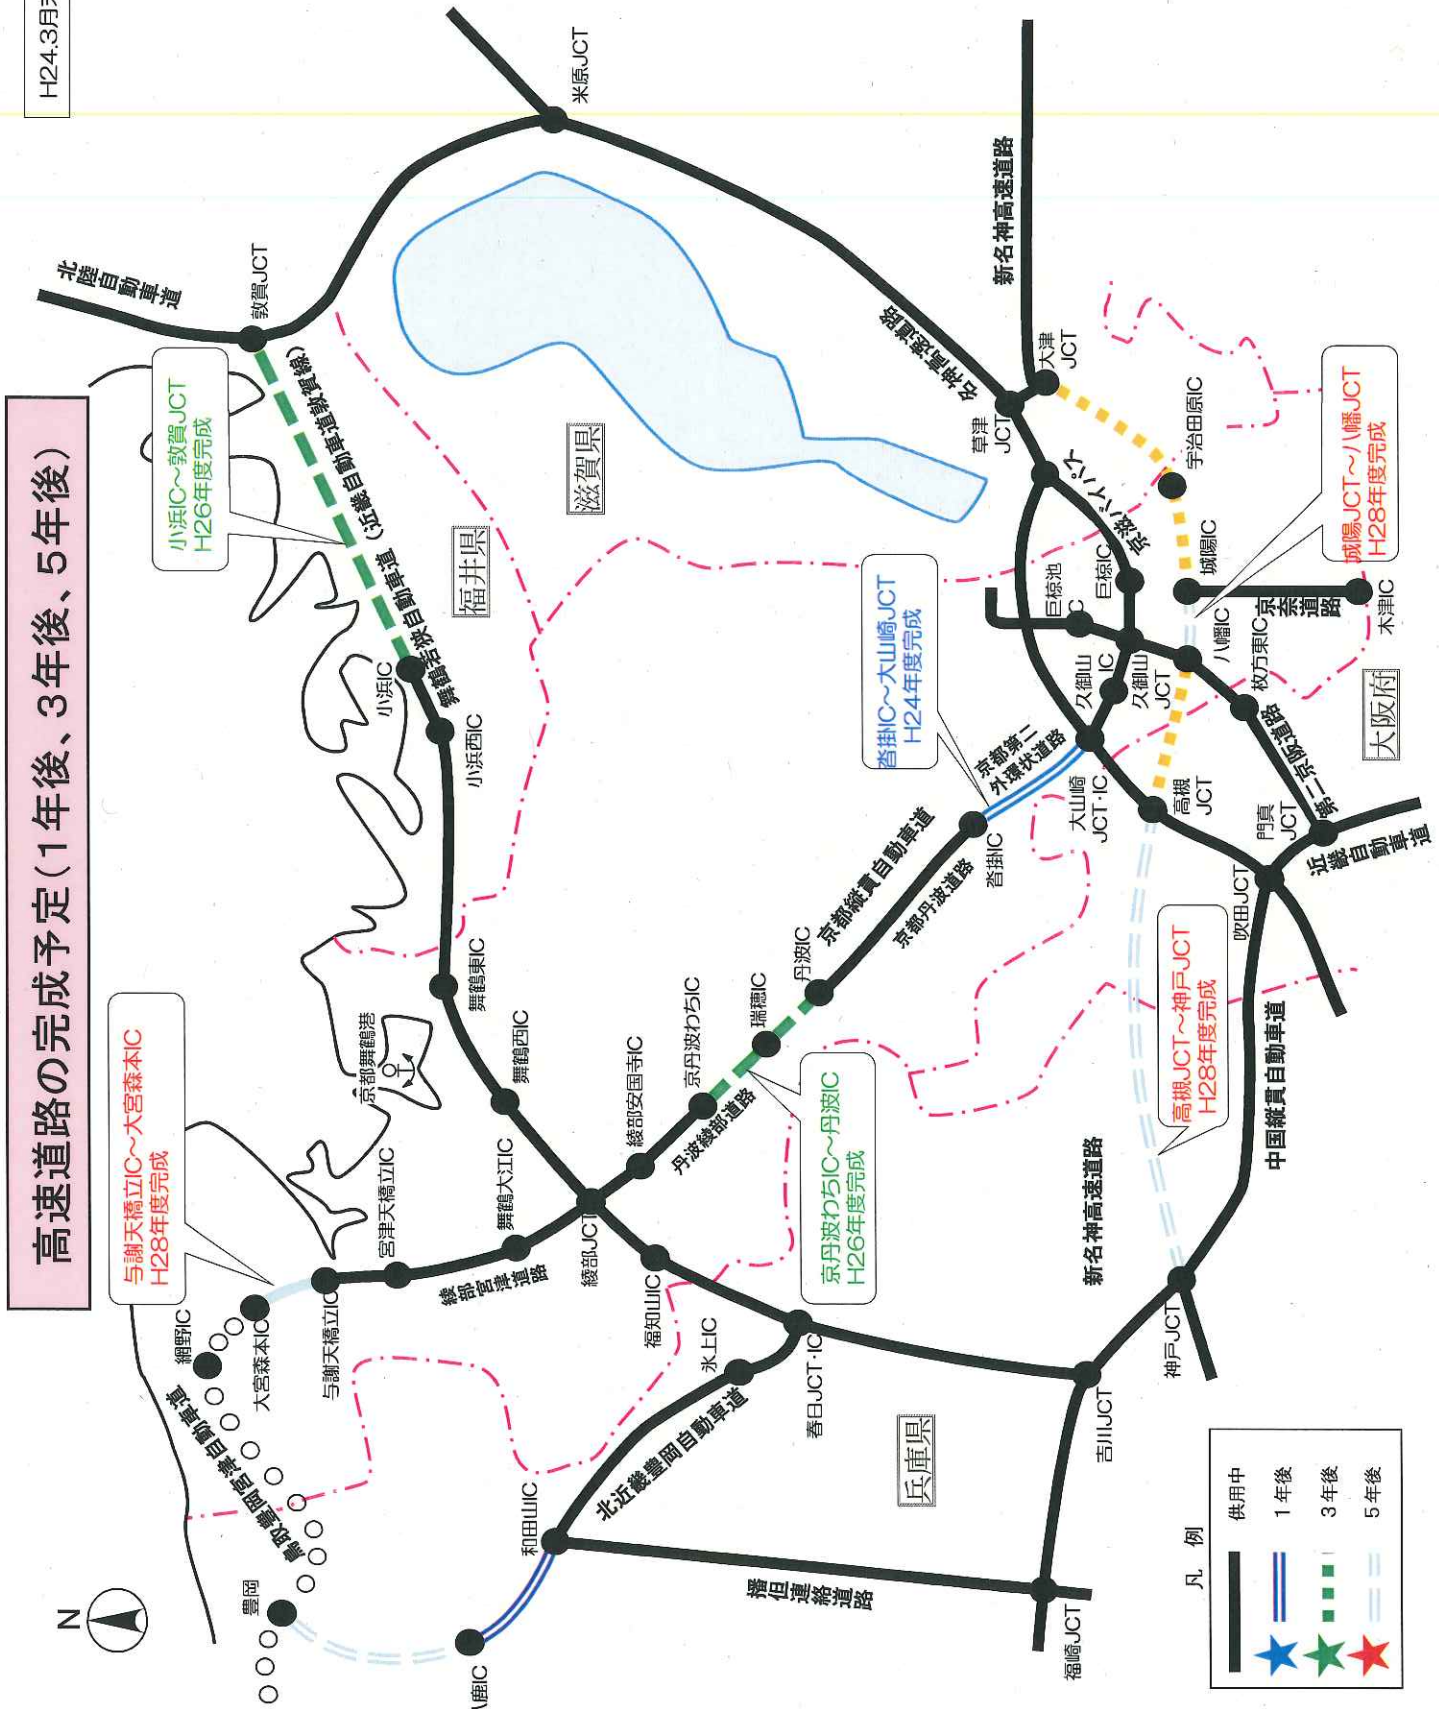 H24.3月末
高速道路の完成予定(1年後、3年後、5年後)
N
与謝天橋立IC～大宮森本IC
H28年度完成
小浜IC～敦賀JCT
H26年度完成
北陸自動車道
敦賀JCT
米原JCT
舞鶴若狭自動車道(近畿自動車道敦賀線)
福井県
滋賀県
小浜IC
小浜西IC
舞鶴東IC
舞鶴西IC
京都舞鶴港
網野IC
大宮森本IC
与謝天橋立IC
宮津天橋立IC
舞鶴大江IC
綾部宮津道路
綾部JCT
綾部安国寺IC
京丹波わちIC
丹波綾部道路
瑞穂IC
丹波IC
京丹波わちIC～丹波IC
H26年度完成
京都縦貫自動車道
京都丹波道路
沓掛IC
沓掛IC～大山崎JCT
H24年度完成
京都第二外環状道路
大山崎JCT・IC
久御山IC
久御山JCT
巨椋池IC
巨椋IC
京滋バイパス
草津JCT
大津JCT
名神高速道路
新名神高速道路
宇治田原IC
城陽IC
城陽JCT～八幡JCT
H28年度完成
八幡IC
京奈道路
木津IC
枚方東IC
第二京阪道路
大阪府
門真JCT
近畿自動車道
高槻JCT
吹田JCT
高槻JCT～神戸JCT
H28年度完成
中国縦貫自動車道
新名神高速道路
神戸JCT
吉川JCT
福知山IC
氷上IC
春日JCT・IC
北近畿豊岡自動車道
兵庫県
鳥取豊岡宮津自動車道
豊岡
和田山IC
八鹿IC
播但連絡道路
福崎JCT
凡 例
供用中
1年後
3年後
5年後